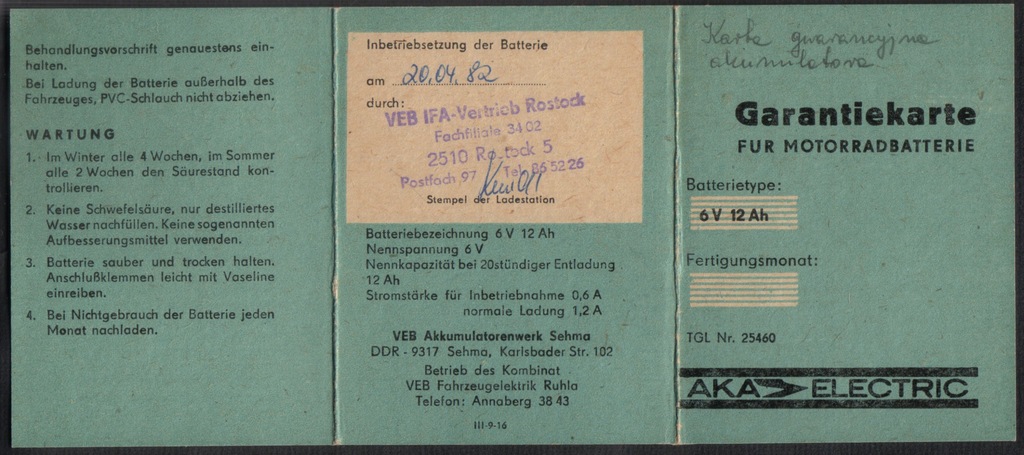 Behandlungsvorschrift genauestens ein-
halten.
Bei Ladung der Batterie außerhalb des
Fahrzeuges, PVC-Schlauch nicht abziehen.
WARTUNG
1. Im Winter alle 4 Wochen, im Sommer
alle 2 Wochen den Säurestand kon-
trollieren.
2. Keine Schwefelsäure, nur destilliertes
Wasser nachfüllen. Keine sogenannten
Aufbesserungsmittel verwenden.
3. Batterie sauber und trocken halten.
Anschlußklemmen leicht mit Vaseline
einreiben.
4. Bei Nichtgebrauch der Batterie jeden
Monat nachladen.
Inbetriebsetzung der Batterie
am 20.04.82
durch:
VEB IFA-Vertrieb Rostock
Fachfiliale 34 02
2510 Rostock 5
Postfach 97 Tel. 86 52 26
Stempel der Ladestation
Batteriebezeichnung 6 V 12 Ah
Nennspannung 6 V
Nennkapazität bei 20stündiger Entladung
12 Ah
Stromstärke für Inbetriebnahme 0,6 A
normale Ladung 1,2 A
VEB Akkumulatorenwerk Sehma
DDR - 9317 Sehma, Karlsbader Str. 102
Betrieb des Kombinat
VEB Fahrzeugelektrik Ruhla
Telefon: Annaberg 38 43
III-9-16
Karta gwarancyjna
akumulatora
Garantiekarte
FUR MOTORRADBATTERIE
Batterietype:
6 V 12 Ah
Fertigungsmonat:
TGL Nr. 25460
AKA ELECTRIC